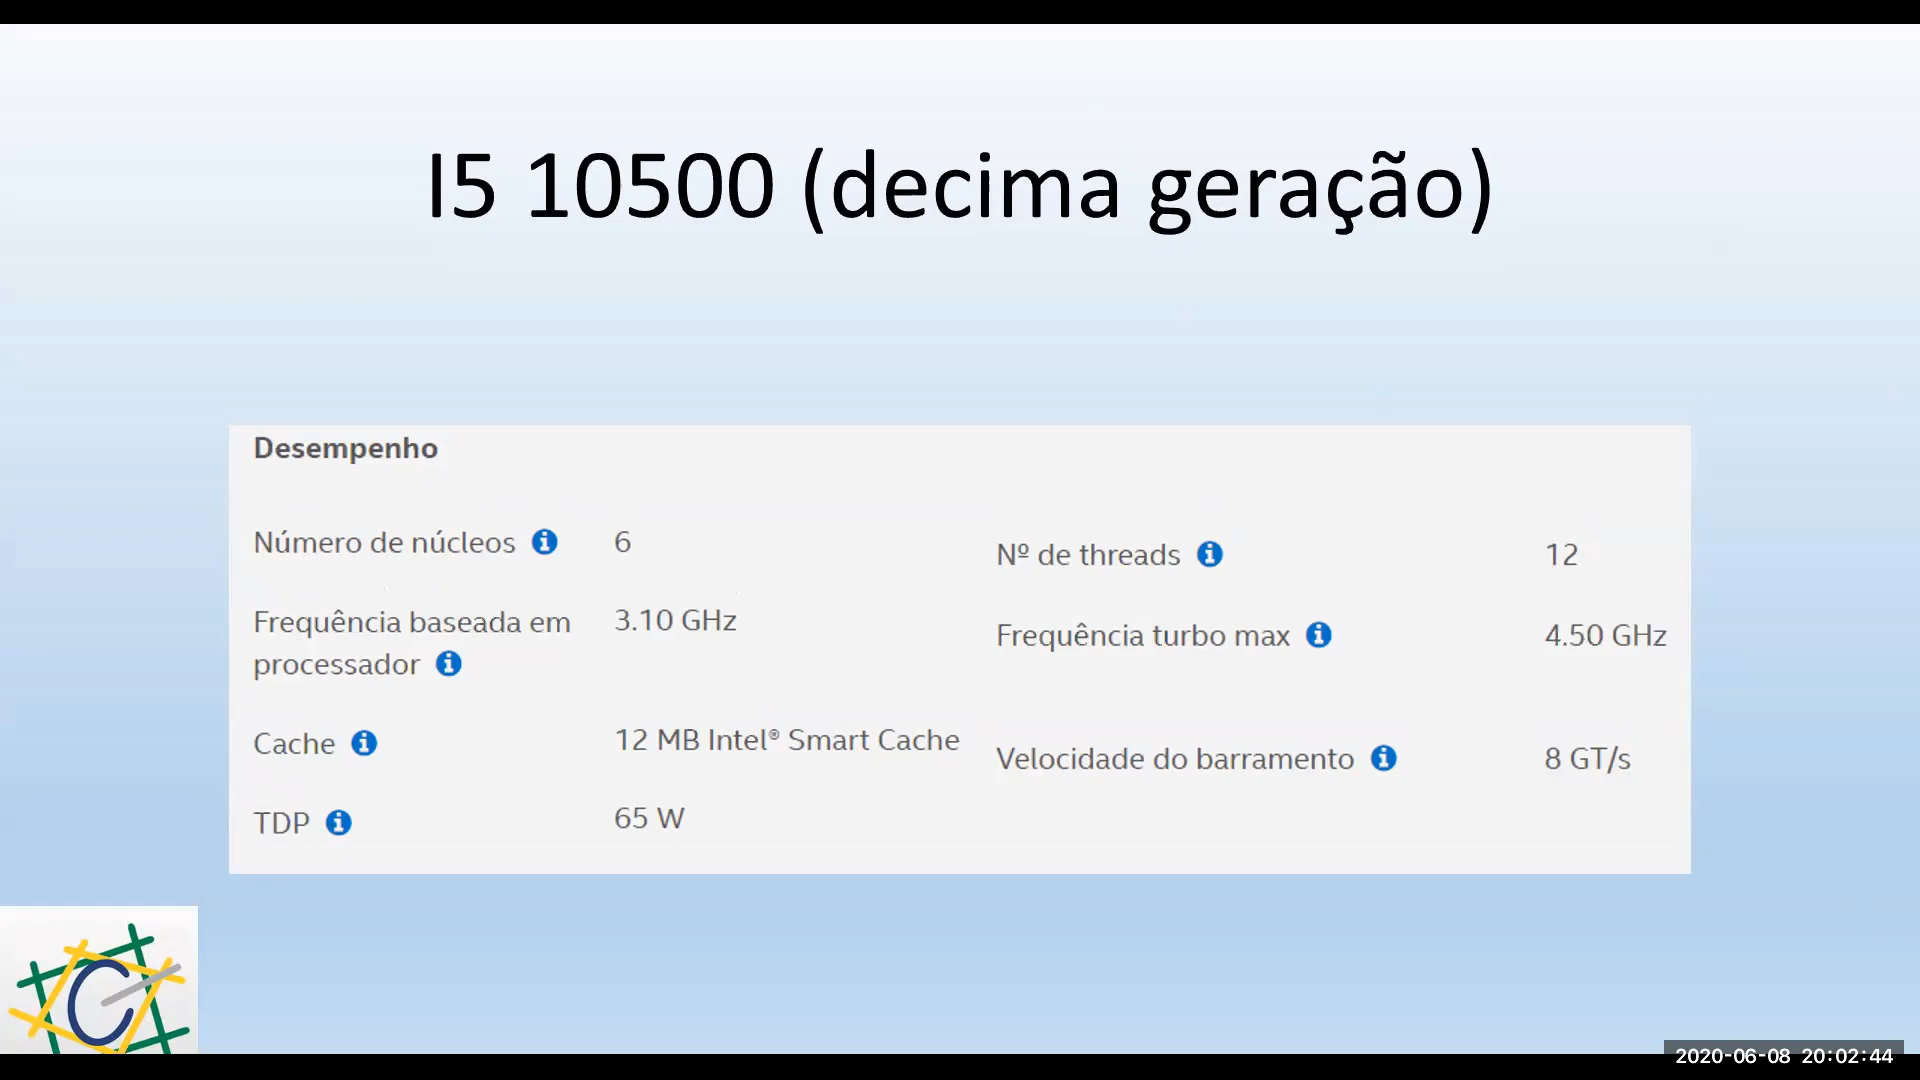 I5 10500 (decima geração)
Desempenho
Número de núcleos 6
Frequência baseada em 3.10 GHz
processador
Cache 12 MB Intel® Smart Cache
TDP 65 W
Nº de threads 12
Frequência turbo max 4.50 GHz
Velocidade do barramento 8 GT/s
2020-06-08 20:02:44